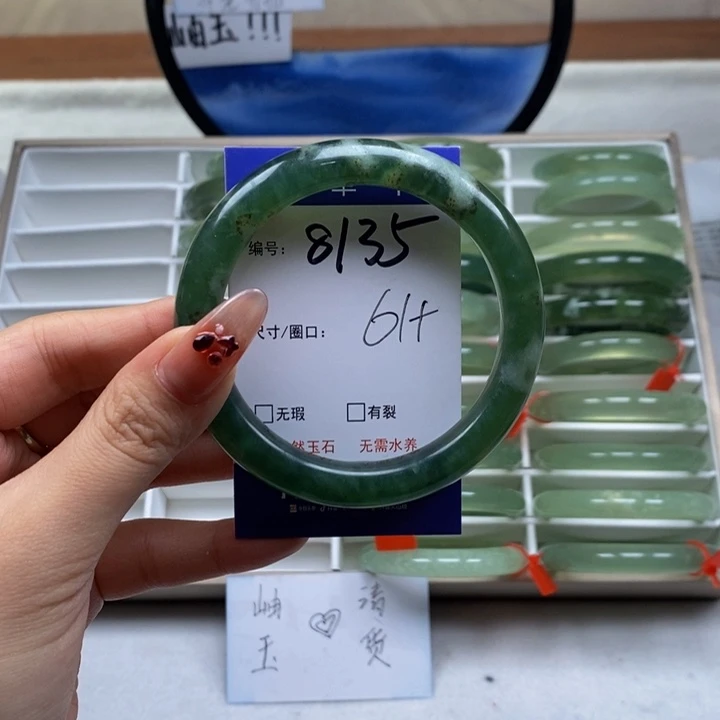 岫玉!!!
编号: 8135
尺寸/圈口: 61+
□无瑕 □有裂
然玉石 无需水养
岫 ♡ 清
玉 货